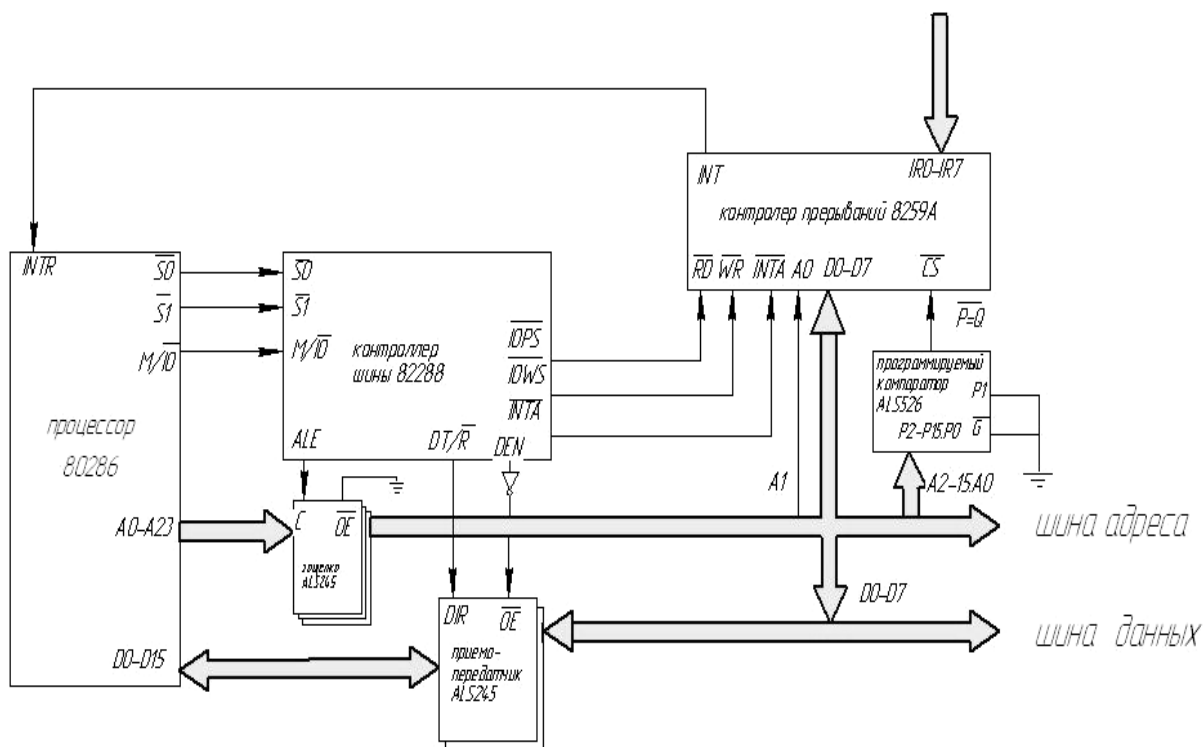 INT
IR0-IR7
контролер прерываний 8259А
RD WR INTA A0 D0-D7 CS
INTR
S0
S1
M/IO
процессор
80286
A0-A23
D0-D15
S0
S1
M/IO
контроллер
шины 82288
IOPS
IOWS
INTA
ALE DT/R DEN
P=Q
программируемый
компаратор
ALS526
P1
G
P2-P15,P0
A1
A2-15,A0
C OE
защелка
ALS245
шина адреса
D0-D7
DIR OE
приемо-
передатчик
ALS245
шина данных